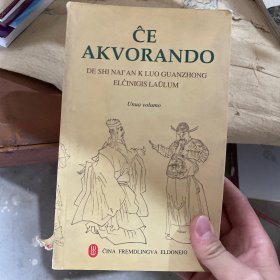 ĈE
AKVORANDO
DE SHI NAI'AN K LUO GUANZHONG
ELĈINIGIS LAŬLUM
Unua volumo
ĈINA FREMDLINGVA ELDONEJO